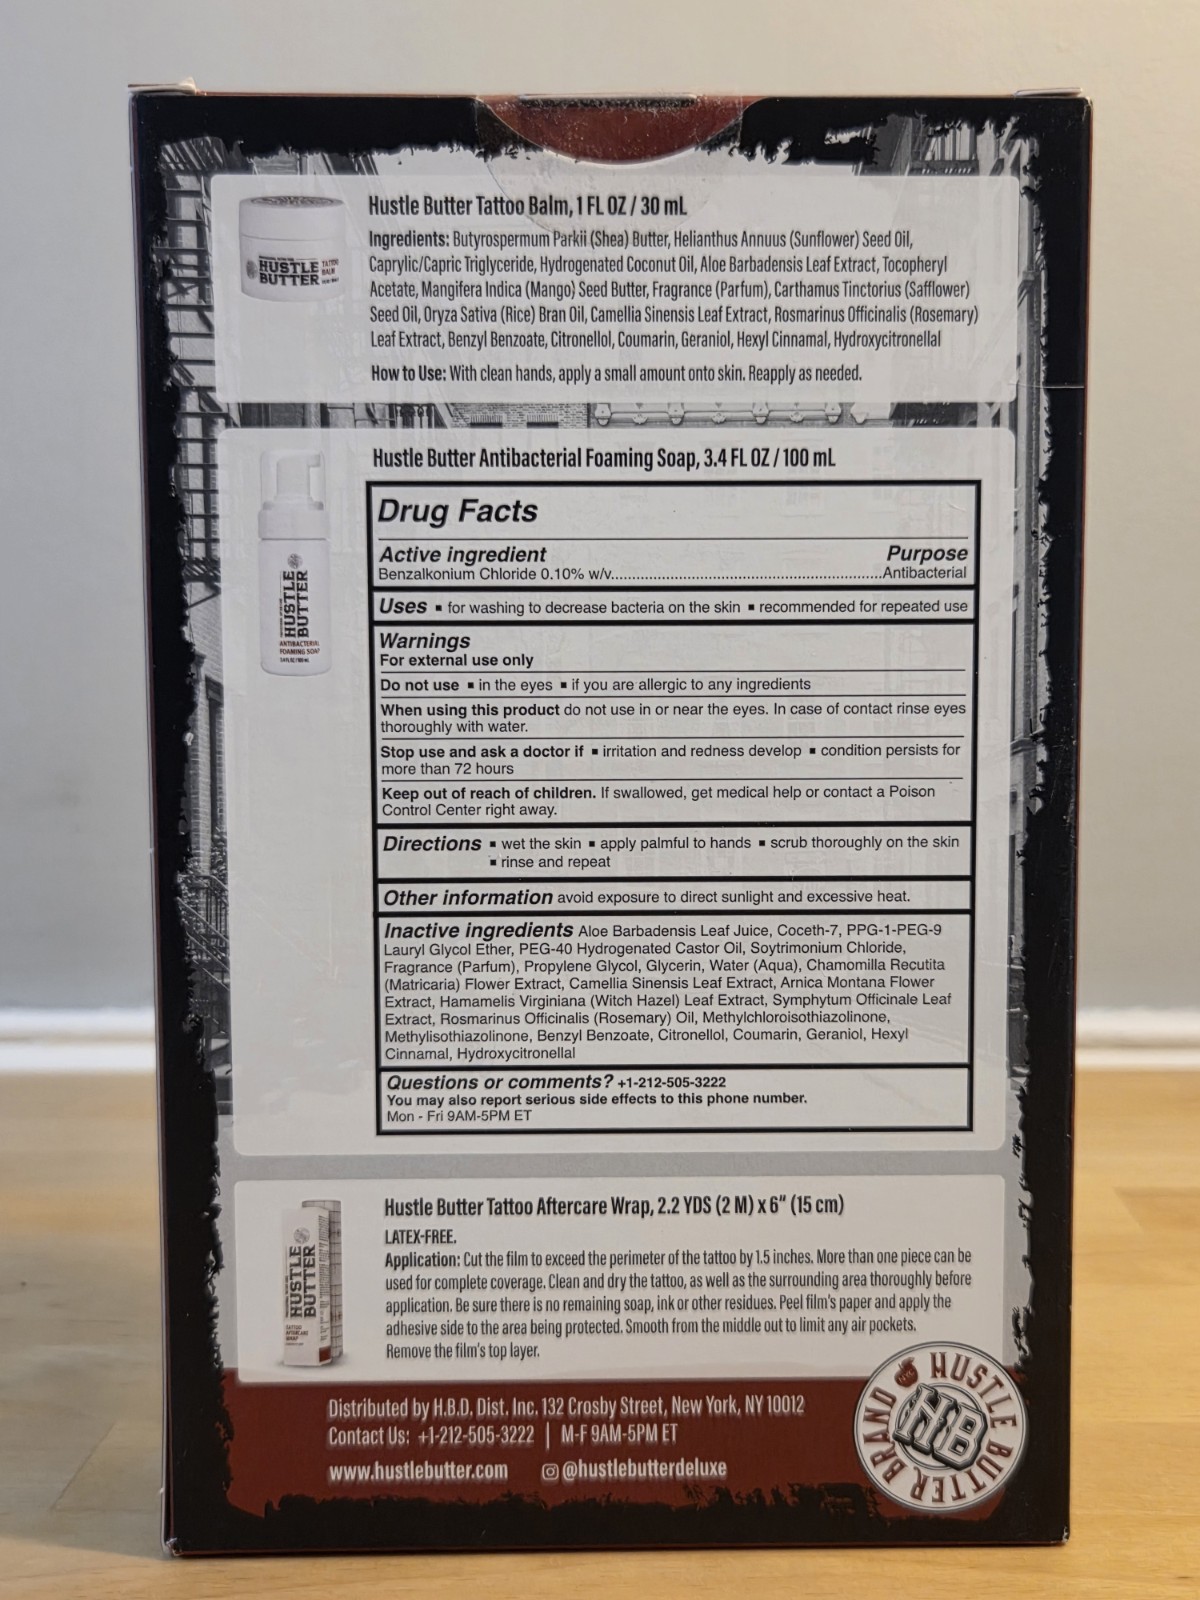 Hustle Butter Tattoo Balm, 1 FL OZ / 30 mL
Ingredients: Butyrospermum Parkii (Shea) Butter, Helianthus Annuus (Sunflower) Seed Oil,
Caprylic/Capric Triglyceride, Hydrogenated Coconut Oil, Aloe Barbadensis Leaf Extract, Tocopheryl
Acetate, Mangifera Indica (Mango) Seed Butter, Fragrance (Parfum), Carthamus Tinctorius (Safflower)
Seed Oil, Oryza Sativa (Rice) Bran Oil, Camellia Sinensis Leaf Extract, Rosmarinus Officinalis (Rosemary)
Leaf Extract, Benzyl Benzoate, Citronellol, Coumarin, Geraniol, Hexyl Cinnamal, Hydroxycitronellal
How to Use: With clean hands, apply a small amount onto skin. Reapply as needed.
HUSTLE
BUTTER
TATTOO
BALM
Hustle Butter Antibacterial Foaming Soap, 3.4 FL OZ / 100 mL
HUSTLE
BUTTER
ANTIBACTERIAL
FOAMING SOAP
3.4 FL OZ / 100 mL
Drug Facts
Active ingredient Purpose
Benzalkonium Chloride 0.10% w/v..........Antibacterial
Uses ▪ for washing to decrease bacteria on the skin ▪ recommended for repeated use
Warnings
For external use only
Do not use ▪ in the eyes ▪ if you are allergic to any ingredients
When using this product do not use in or near the eyes. In case of contact rinse eyes
thoroughly with water.
Stop use and ask a doctor if ▪ irritation and redness develop ▪ condition persists for
more than 72 hours
Keep out of reach of children. If swallowed, get medical help or contact a Poison
Control Center right away.
Directions ▪ wet the skin ▪ apply palmful to hands ▪ scrub thoroughly on the skin
▪ rinse and repeat
Other information avoid exposure to direct sunlight and excessive heat.
Inactive ingredients Aloe Barbadensis Leaf Juice, Coceth-7, PPG-1-PEG-9
Lauryl Glycol Ether, PEG-40 Hydrogenated Castor Oil, Soytrimonium Chloride,
Fragrance (Parfum), Propylene Glycol, Glycerin, Water (Aqua), Chamomilla Recutita
(Matricaria) Flower Extract, Camellia Sinensis Leaf Extract, Arnica Montana Flower
Extract, Hamamelis Virginiana (Witch Hazel) Leaf Extract, Symphytum Officinale Leaf
Extract, Rosmarinus Officinalis (Rosemary) Oil, Methylchloroisothiazolinone,
Methylisothiazolinone, Benzyl Benzoate, Citronellol, Coumarin, Geraniol, Hexyl
Cinnamal, Hydroxycitronellal
Questions or comments? +1-212-505-3222
You may also report serious side effects to this phone number.
Mon - Fri 9AM-5PM ET
Hustle Butter Tattoo Aftercare Wrap, 2.2 YDS (2 M) x 6" (15 cm)
LATEX-FREE.
Application: Cut the film to exceed the perimeter of the tattoo by 1.5 inches. More than one piece can be
used for complete coverage. Clean and dry the tattoo, as well as the surrounding area thoroughly before
application. Be sure there is no remaining soap, ink or other residues. Peel film's paper and apply the
adhesive side to the area being protected. Smooth from the middle out to limit any air pockets.
Remove the film's top layer.
HUSTLE
BUTTER
TATTOO
AFTERCARE
WRAP
Distributed by H.B.D. Dist. Inc. 132 Crosby Street, New York, NY 10012
Contact Us: +1-212-505-3222 | M-F 9AM-5PM ET
www.hustlebutter.com @hustlebutterdeluxe
HUSTLE BUTTER BRAND
HB
NYC
EST